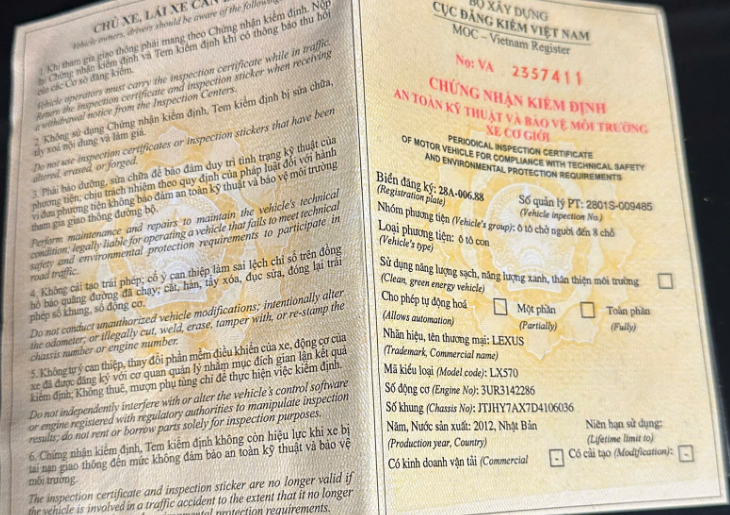 CHỦ XE, LÁI XE CẦN
Vehicle owners, drivers should be aware of the following
1. Khi tham gia giao thông phải mang theo Chứng nhận kiểm định. Nộp
lại Chứng nhận kiểm định và Tem kiểm định khi có thông báo thu hồi
của các Cơ sở đăng kiểm.
Vehicle operators must carry the inspection certificate while in traffic.
Return the inspection certificate and inspection sticker when receiving
a withdrawal notice from the Inspection Centers.
2. Không sử dụng Chứng nhận kiểm định, Tem kiểm định bị sửa chữa,
tẩy xoá nội dung và làm giả.
Do not use inspection certificates or inspection stickers that have been
altered, erased, or forged.
3. Phải bảo dưỡng, sửa chữa để bảo đảm duy trì tình trạng kỹ thuật của
phương tiện; chịu trách nhiệm theo quy định của pháp luật đối với hành
vi đưa phương tiện không bảo đảm an toàn kỹ thuật và bảo vệ môi trường
tham gia giao thông đường bộ.
Perform maintenance and repairs to maintain the vehicle's technical
condition; legally liable for operating a vehicle that fails to meet technical
safety and environmental protection requirements to participate in
road traffic.
4. Không cải tạo trái phép; cố ý can thiệp làm sai lệch chỉ số trên đồng
hồ báo quãng đường đã chạy; cắt, hàn, tẩy xóa, đục sửa, đóng lại trái
phép số khung, số động cơ.
Do not conduct unauthorized vehicle modifications; intentionally alter
the odometer; or illegally cut, weld, erase, tamper with, or re-stamp the
chassis number or engine number.
5. Không tự ý can thiệp, thay đổi phần mềm điều khiển của xe, động cơ của
xe đã được đăng ký với cơ quan quản lý nhằm mục đích gian lận kết quả
kiểm định; Không thuê, mượn phụ tùng chỉ để thực hiện việc kiểm định.
Do not independently interfere with or alter the vehicle's control software
or engine registered with regulatory authorities to manipulate inspection
results; do not rent or borrow parts solely for inspection purposes.
6. Chứng nhận kiểm định, Tem kiểm định không còn hiệu lực khi xe bị
tai nạn giao thông đến mức không đảm bảo an toàn kỹ thuật và bảo vệ
môi trường.
The inspection certificate and inspection sticker are no longer valid if
the vehicle is involved in a traffic accident to the extent that it no longer
protection requirements.
BỘ XÂY DỰNG
CỤC ĐĂNG KIỂM VIỆT NAM
MOC – Vietnam Register
No: VA 2357411
CHỨNG NHẬN KIỂM ĐỊNH
AN TOÀN KỸ THUẬT VÀ BẢO VỆ MÔI TRƯỜNG
XE CƠ GIỚI
PERIODICAL INSPECTION CERTIFICATE
OF MOTOR VEHICLE FOR COMPLIANCE WITH TECHNICAL SAFETY
AND ENVIRONMENTAL PROTECTION REQUIREMENTS
Biển đăng ký: 28A-006.88 Số quản lý PT: 2801S-009485
(Registration plate) (Vehicle inpection No.)
Nhóm phương tiện (Vehicle's group): ô tô chở người đến 8 chỗ
Loại phương tiện: ô tô con
(Vehicle's type)
Sử dụng năng lượng sạch, năng lượng xanh, thân thiện môi trường
(Clean, green energy vehicle)
Cho phép tự động hoá Một phần Toàn phần
(Allows automation) (Partially) (Fully)
Nhãn hiệu, tên thương mại: LEXUS
(Trademark, Commercial name)
Mã kiểu loại (Model code): LX570
Số động cơ (Engine No): 3UR3142286
Số khung (Chassis No): JTJHY7AX7D4106036
Năm, Nước sản xuất: 2012, Nhật Bản Niên hạn sử dụng:
(Production year, Country) (Lifetime limit to)
Có kinh doanh vận tải (Commercial - Có cải tạo (Modification): -